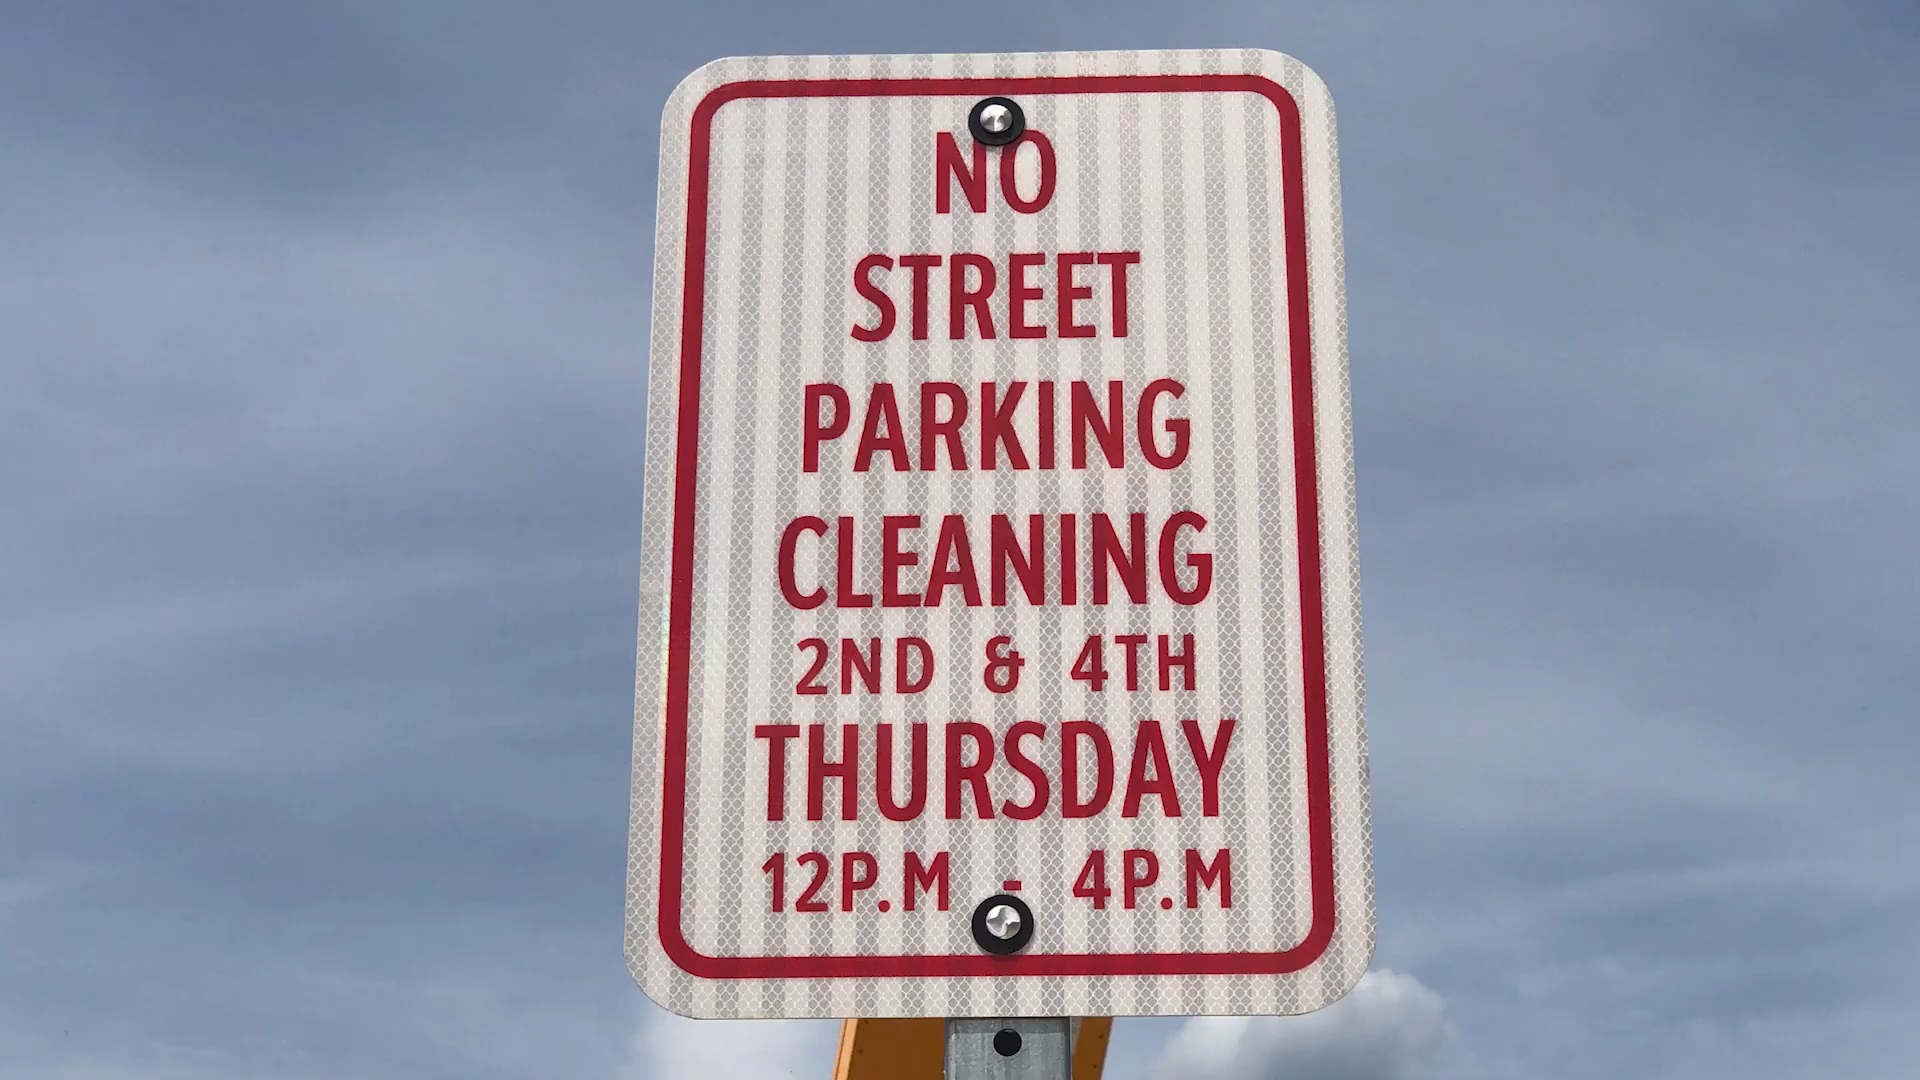 NO
STREET
PARKING
CLEANING
2ND & 4TH
THURSDAY
12P.M - 4P.M